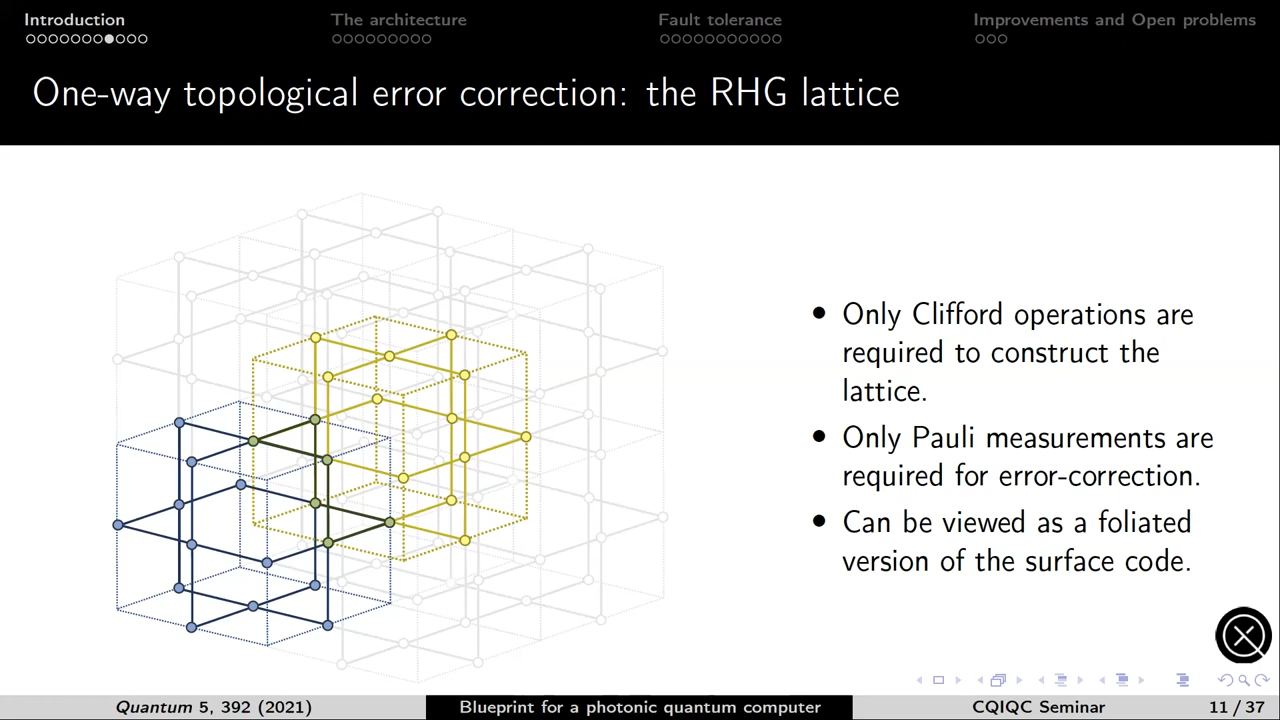 Introduction
The architecture
Fault tolerance
Improvements and Open problems
One-way topological error correction: the RHG lattice
• Only Clifford operations are
required to construct the
lattice.
• Only Pauli measurements are
required for error-correction.
• Can be viewed as a foliated
version of the surface code.
Quantum 5, 392 (2021)
Blueprint for a photonic quantum computer
CQIQC Seminar
11 / 37